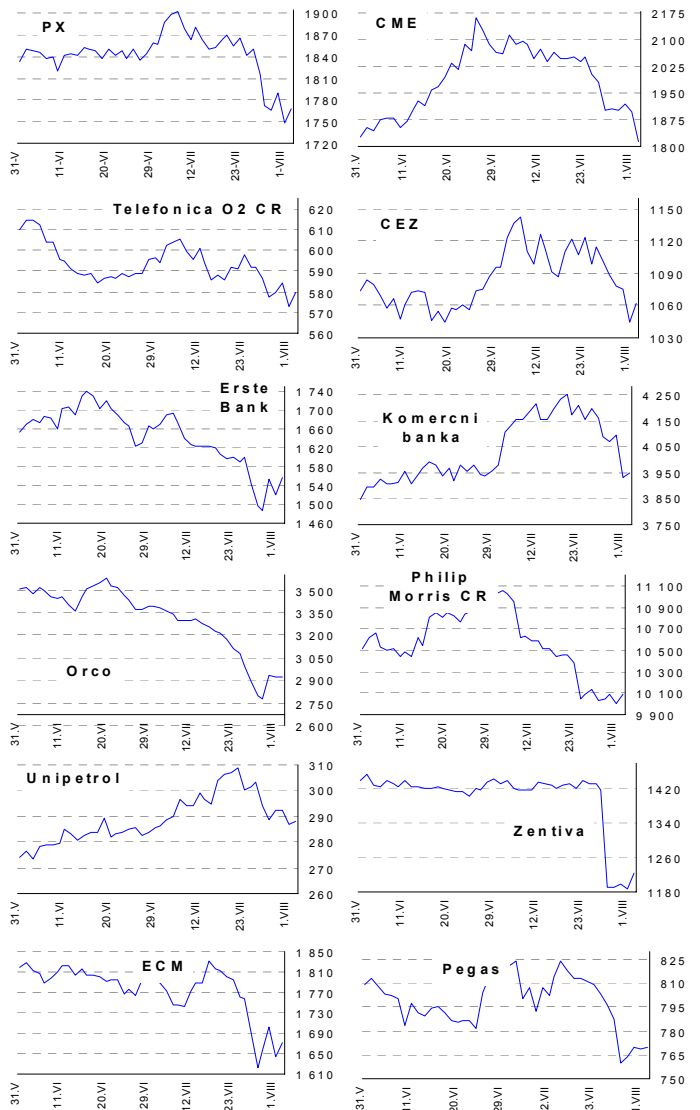 PX
1900
1870
1840
1810
1780
1750
1720
31-V
11-VI
20-VI
29-VI
12-VII
23-VII
1-VIII
CME
2175
2100
2025
1950
1875
1800
31.V
11.VI
20.VI
29.VI
12.VII
23.VII
1.VIII
Telefonica O2 CR
620
610
600
590
580
570
560
31.V
11.VI
20.VI
29.VI
12.VII
23.VII
1.VIII
CEZ
1150
1120
1090
1060
1030
31.V
11.VI
20.VI
29.VI
12.VII
23.VII
1.VIII
Erste
Bank
1 740
1 700
1 660
1 620
1 580
1 540
1 500
1 460
31.V
11.VI
20.VI
29.VI
12.VII
23.VII
1.VIII
Komercni
banka
4 250
4 150
4 050
3 950
3 850
3 750
31.V
11.VI
20.VI
29.VI
12.VII
23.VII
1.VIII
Orco
3 500
3 350
3 200
3 050
2 900
2 750
2 600
31.V
11.VI
20.VI
29.VI
12.VII
23.VII
1.VIII
Philip
Morris CR
11 100
10 900
10 700
10 500
10 300
10 100
9 900
31.V
11.VI
20.VI
29.VI
12.VII
23.VII
1.VIII
Unipetrol
310
300
290
280
270
260
31.V
11.VI
20.VI
29.VI
12.VII
23.VII
1.VIII
Zentiva
1420
1340
1260
1180
31.V
11.VI
20.VI
29.VI
12.VII
23.VII
1.VIII
ECM
1 850
1 810
1 770
1 730
1 690
1 650
1 610
31.V
11.VI
20.VI
29.VI
12.VII
23.VII
1.VIII
Pegas
825
810
795
780
765
750
31.V
11.VI
20.VI
29.VI
12.VII
23.VII
1.VIII